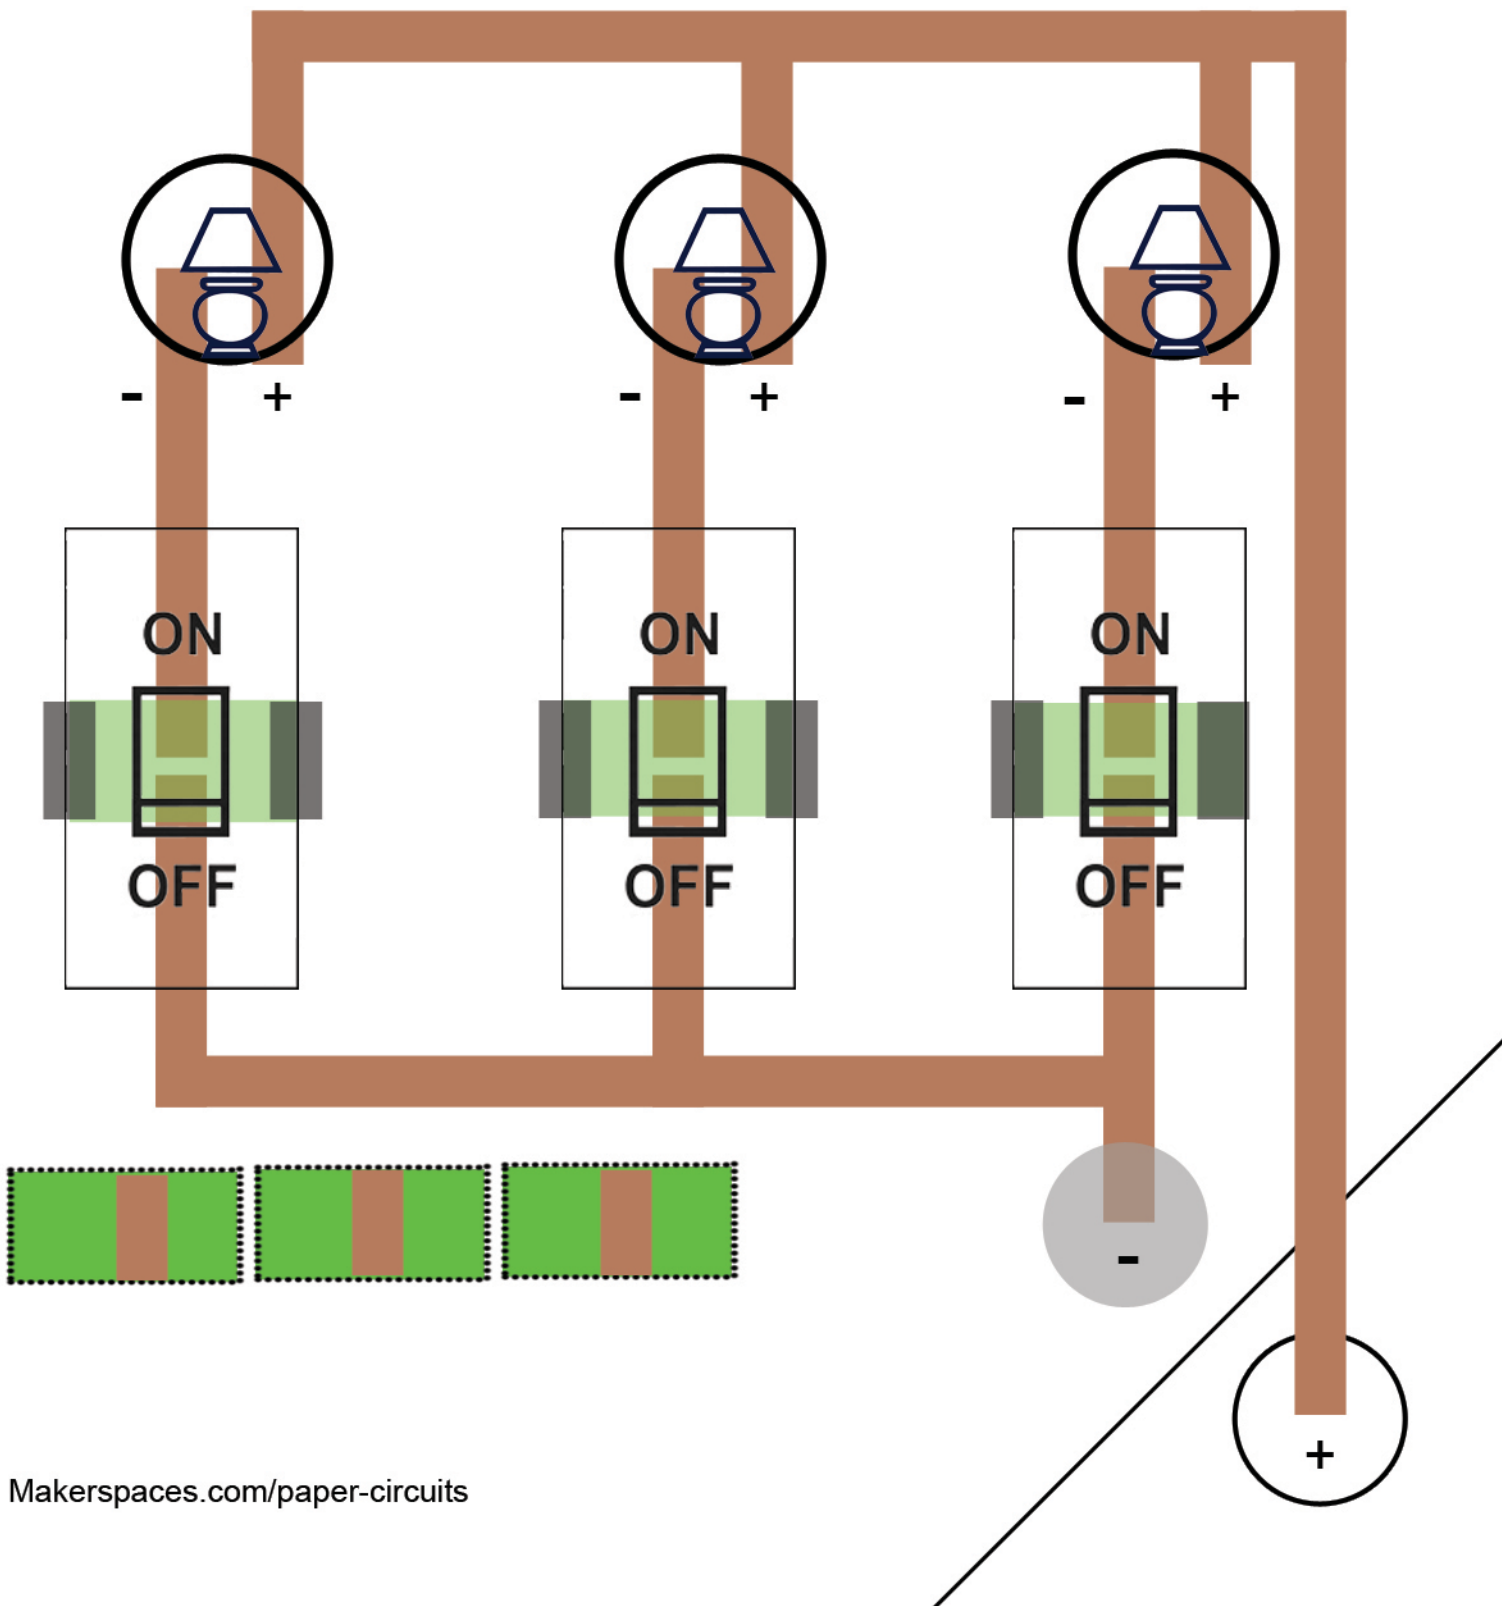 - + - + - +
ON ON ON
OFF OFF OFF
-
+
Makerspaces.com/paper-circuits